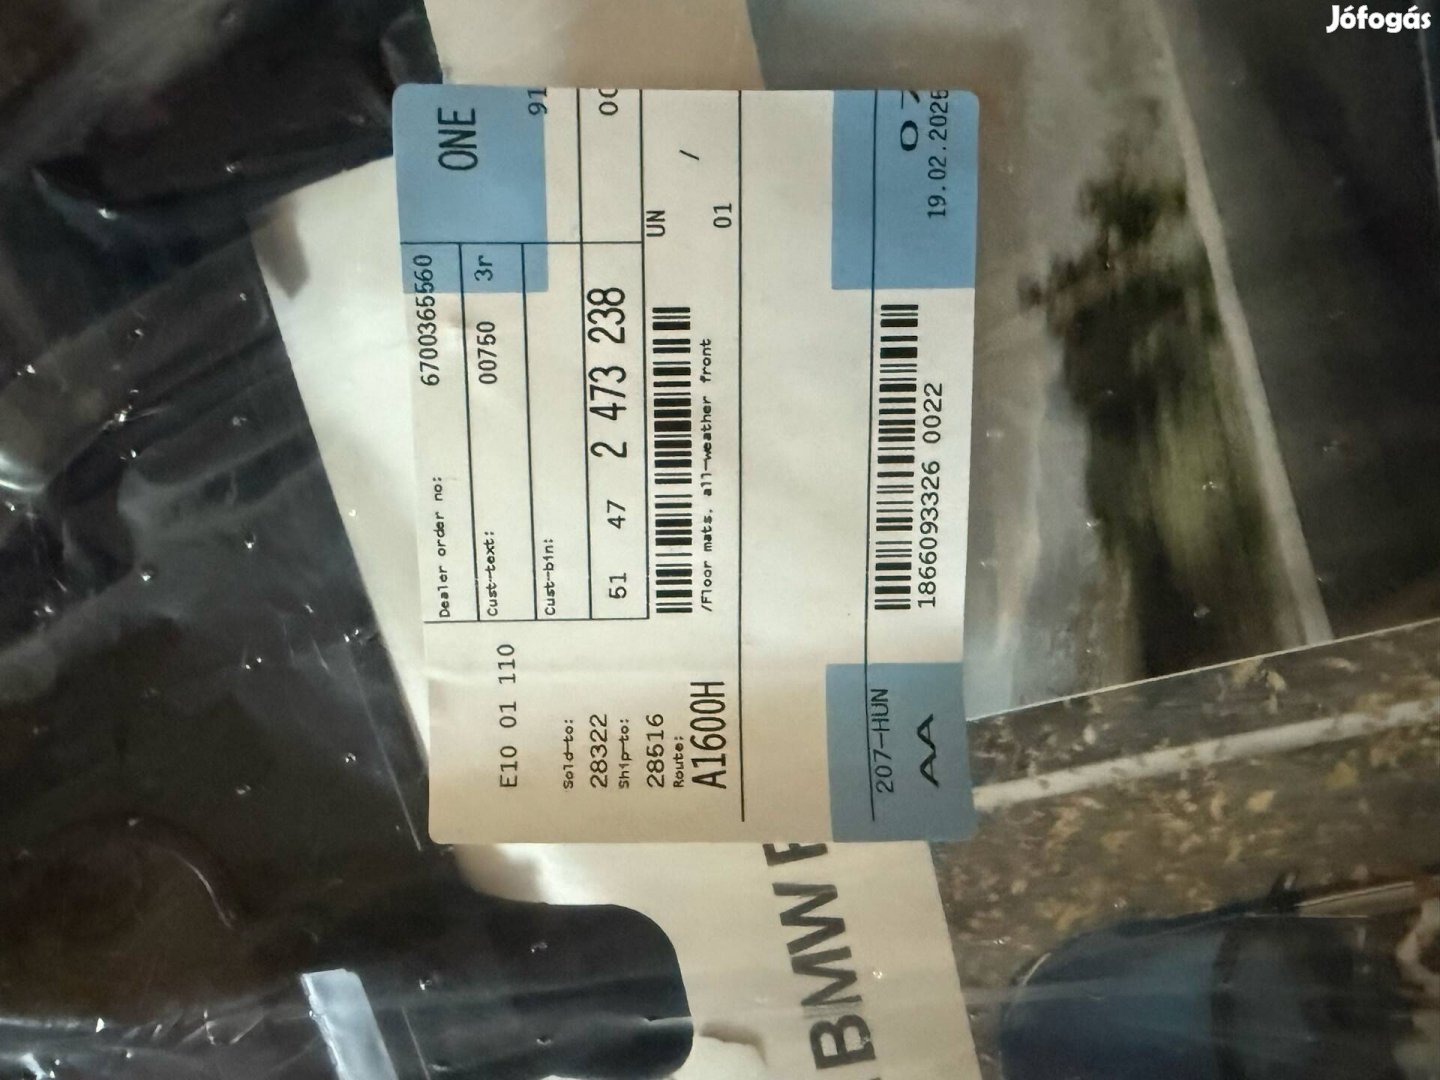 Jófogás
ONE
Dealer order no: 6700365560
E10 01 110
Cust-text: 00750 3r
91
Cust-bin:
Sold-to:
28322
51 47 2 473 238
Ship-to:
28516
UN
Route:
A1600H
/Floor mats. all-weather front
01 /
207-HUN
AA
1866093326 0022
19.02.2025
BMW